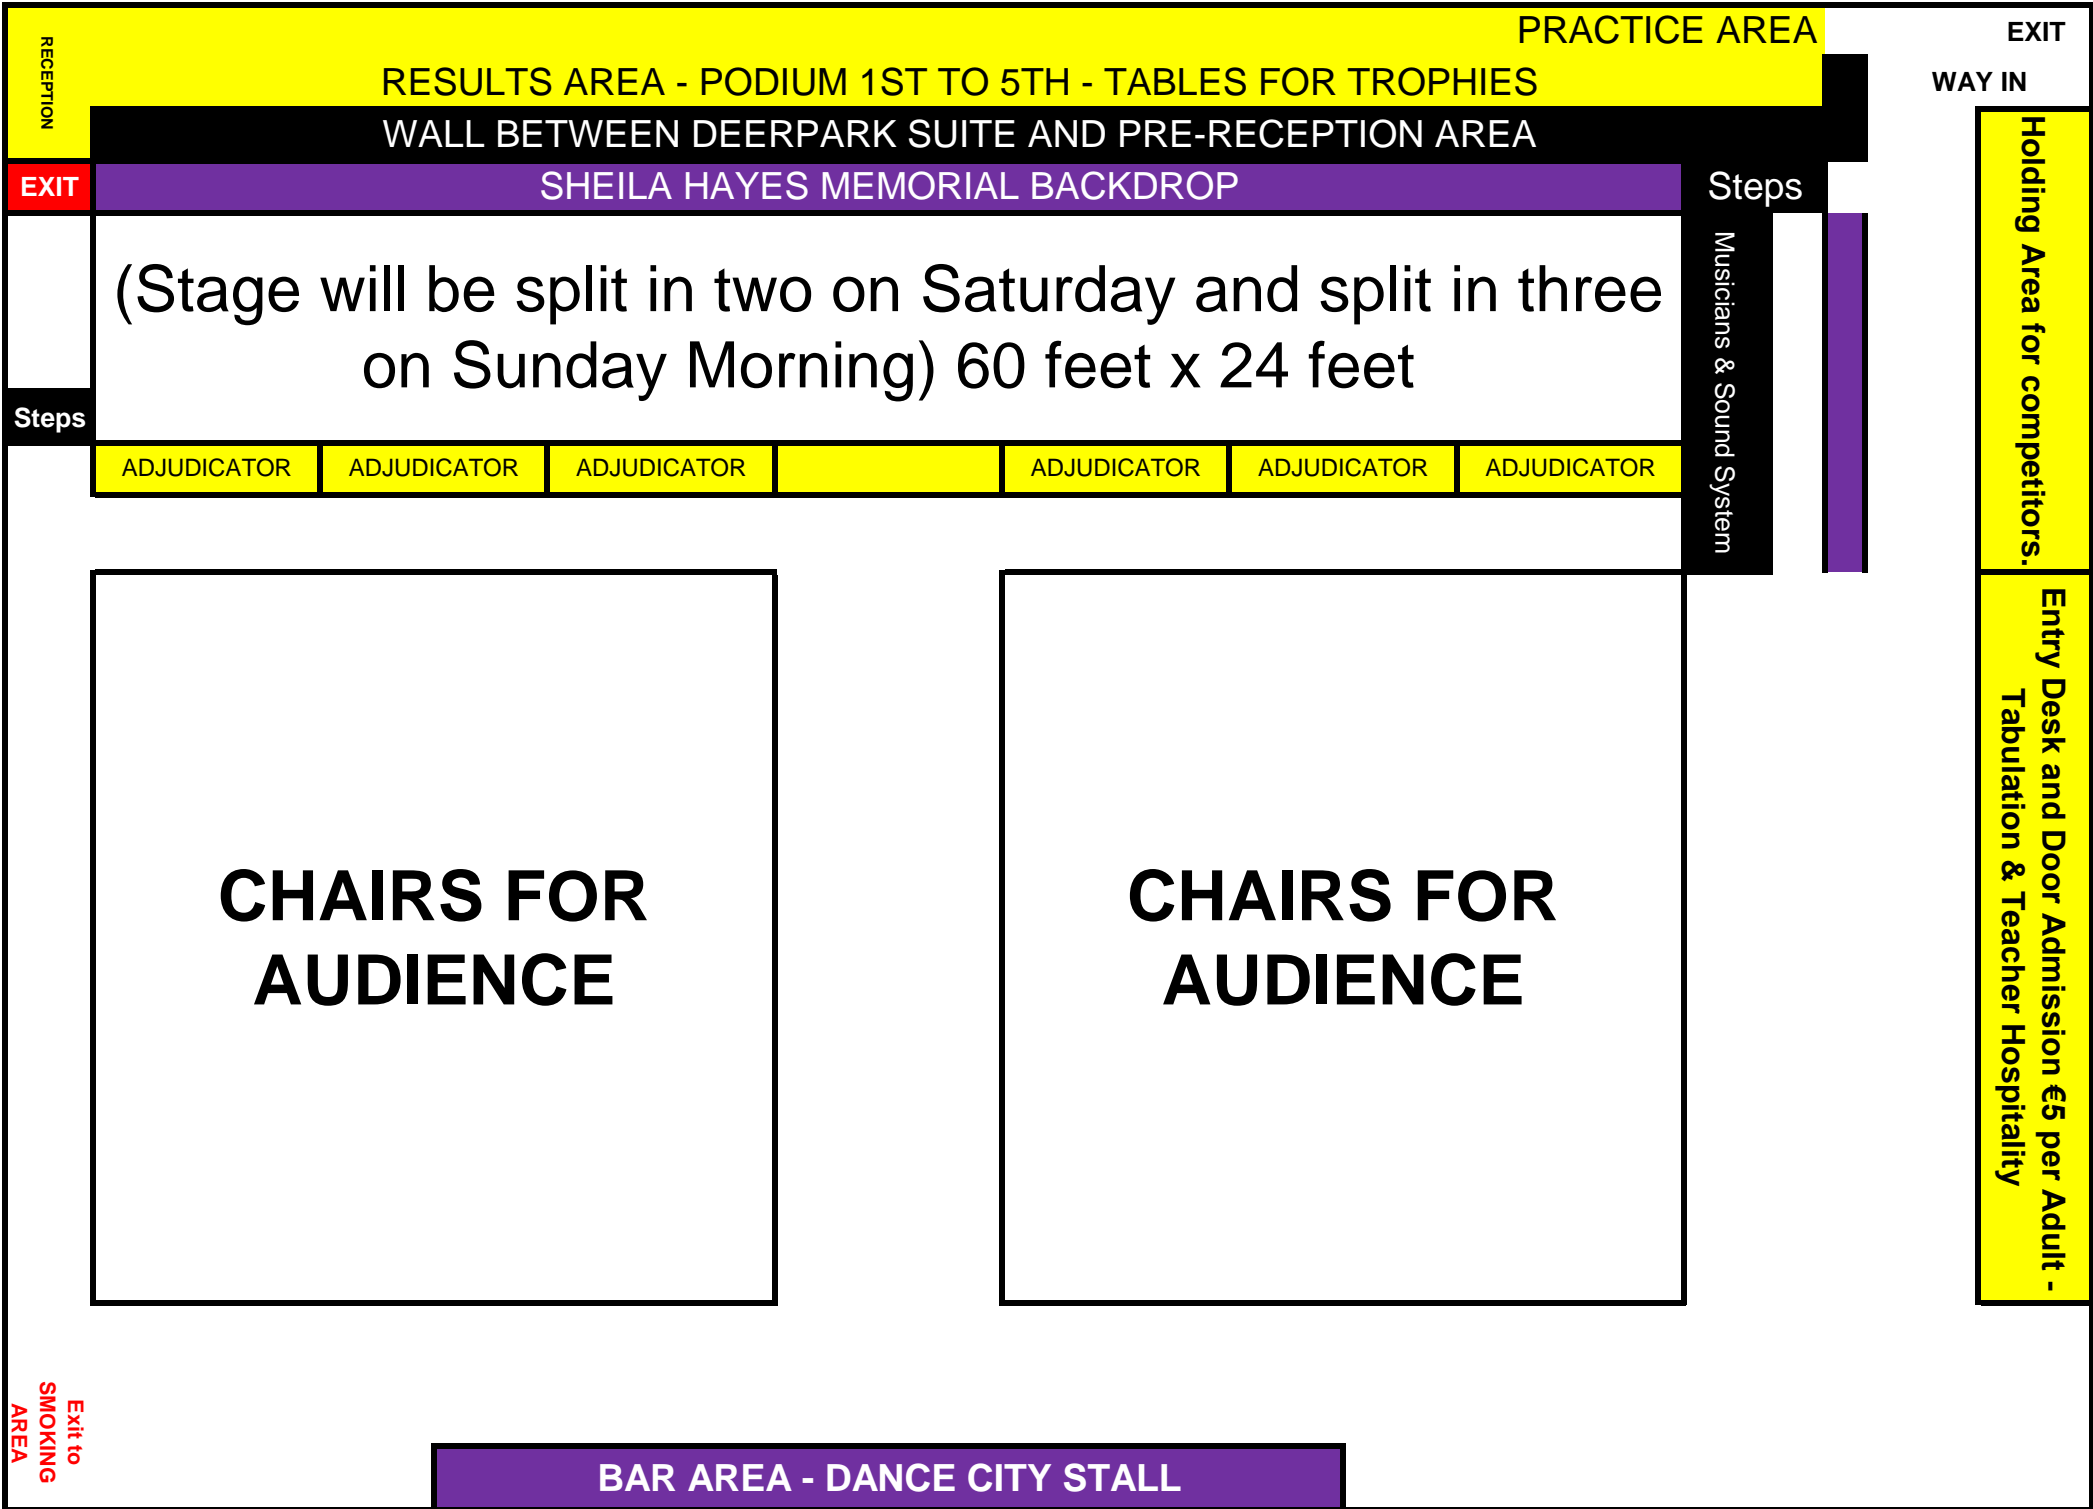 PRACTICE AREA
EXIT
RECEPTION
RESULTS AREA - PODIUM 1ST TO 5TH - TABLES FOR TROPHIES
WAY IN
WALL BETWEEN DEERPARK SUITE AND PRE-RECEPTION AREA
EXIT
SHEILA HAYES MEMORIAL BACKDROP
Steps
Holding Area for competitors.
(Stage will be split in two on Saturday and split in three
on Sunday Morning) 60 feet x 24 feet
Musicians & Sound System
Steps
ADJUDICATOR
ADJUDICATOR
ADJUDICATOR
ADJUDICATOR
ADJUDICATOR
ADJUDICATOR
Entry Desk and Door Admission €5 per Adult -
Tabulation & Teacher Hospitality
CHAIRS FOR
AUDIENCE
CHAIRS FOR
AUDIENCE
Exit to
SMOKING
AREA
BAR AREA - DANCE CITY STALL